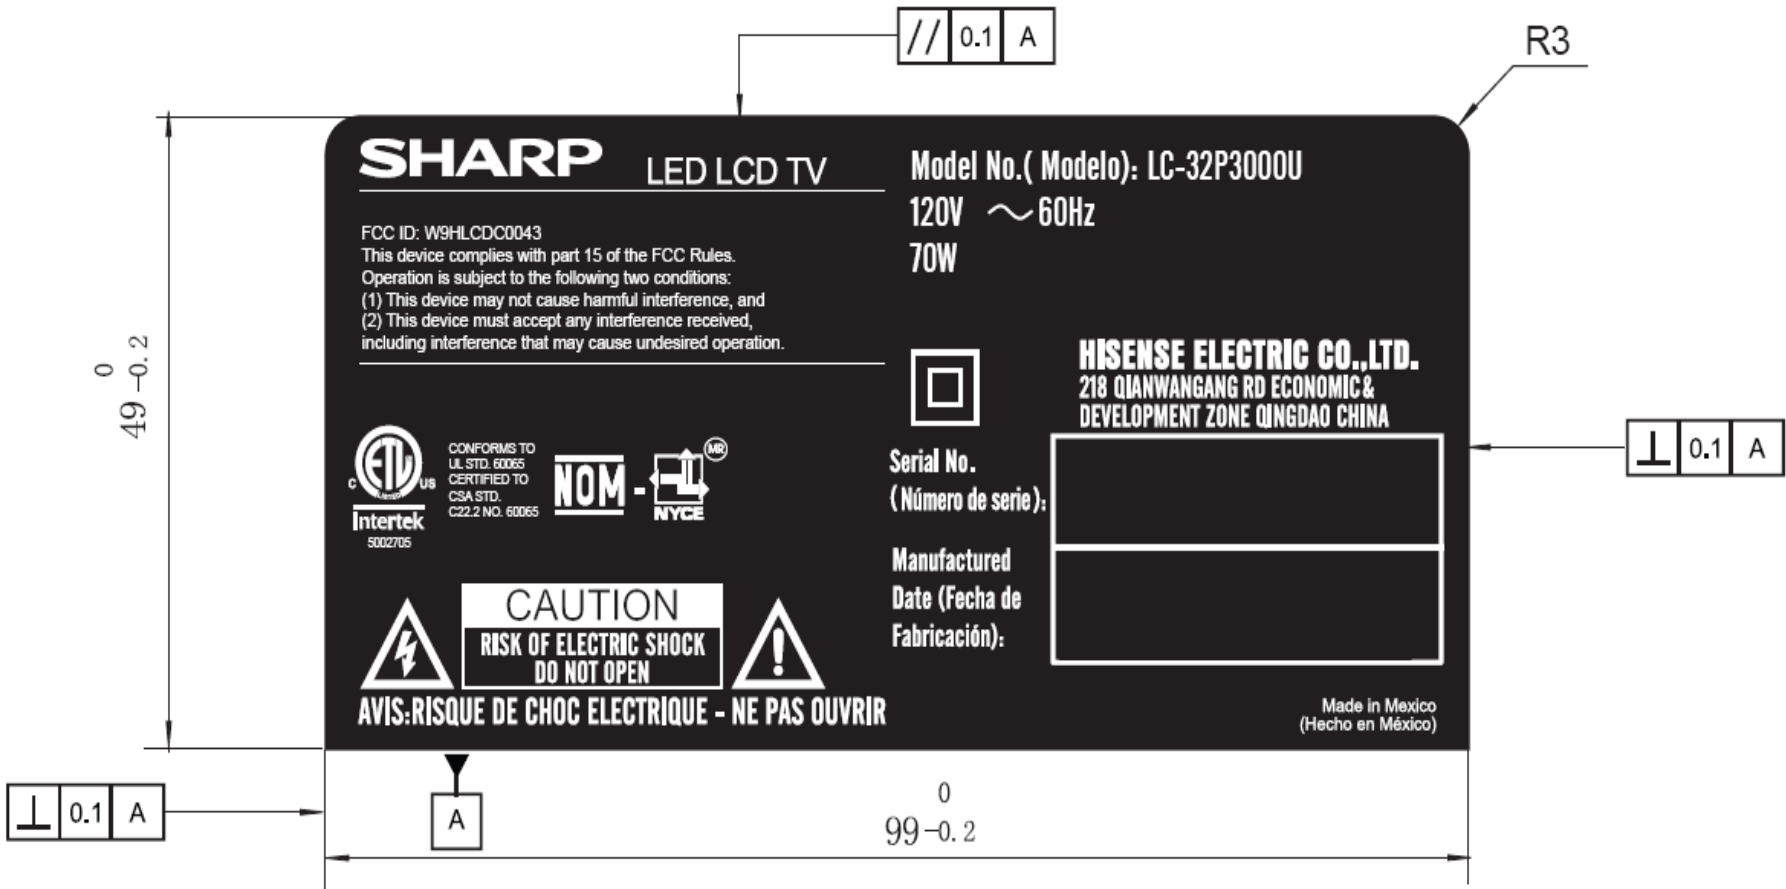 // 0.1 A
R3
SHARP LED LCD TV
FCC ID: W9HLCDC0043
This device complies with part 15 of the FCC Rules.
Operation is subject to the following two conditions:
(1) This device may not cause harmful interference, and
(2) This device must accept any interference received,
including interference that may cause undesired operation.
Model No.( Modelo): LC-32P3000U
120V ～ 60Hz
70W
0
49-0.2
HISENSE ELECTRIC CO.,LTD.
218 QIANWANGANG RD ECONOMIC&
DEVELOPMENT ZONE QINGDAO CHINA
ETL
LISTED
C US
Intertek
5002705
CONFORMS TO
UL STD. 60065
CERTIFIED TO
CSA STD.
C22.2 NO. 60065
NOM -
MR
NYCE
Serial No.
(Número de serie):
⊥ 0.1 A
Manufactured
Date (Fecha de
Fabricación):
CAUTION
RISK OF ELECTRIC SHOCK
DO NOT OPEN
!
AVIS:RISQUE DE CHOC ELECTRIQUE - NE PAS OUVRIR
Made in Mexico
(Hecho en México)
⊥ 0.1 A
A
0
99-0.2